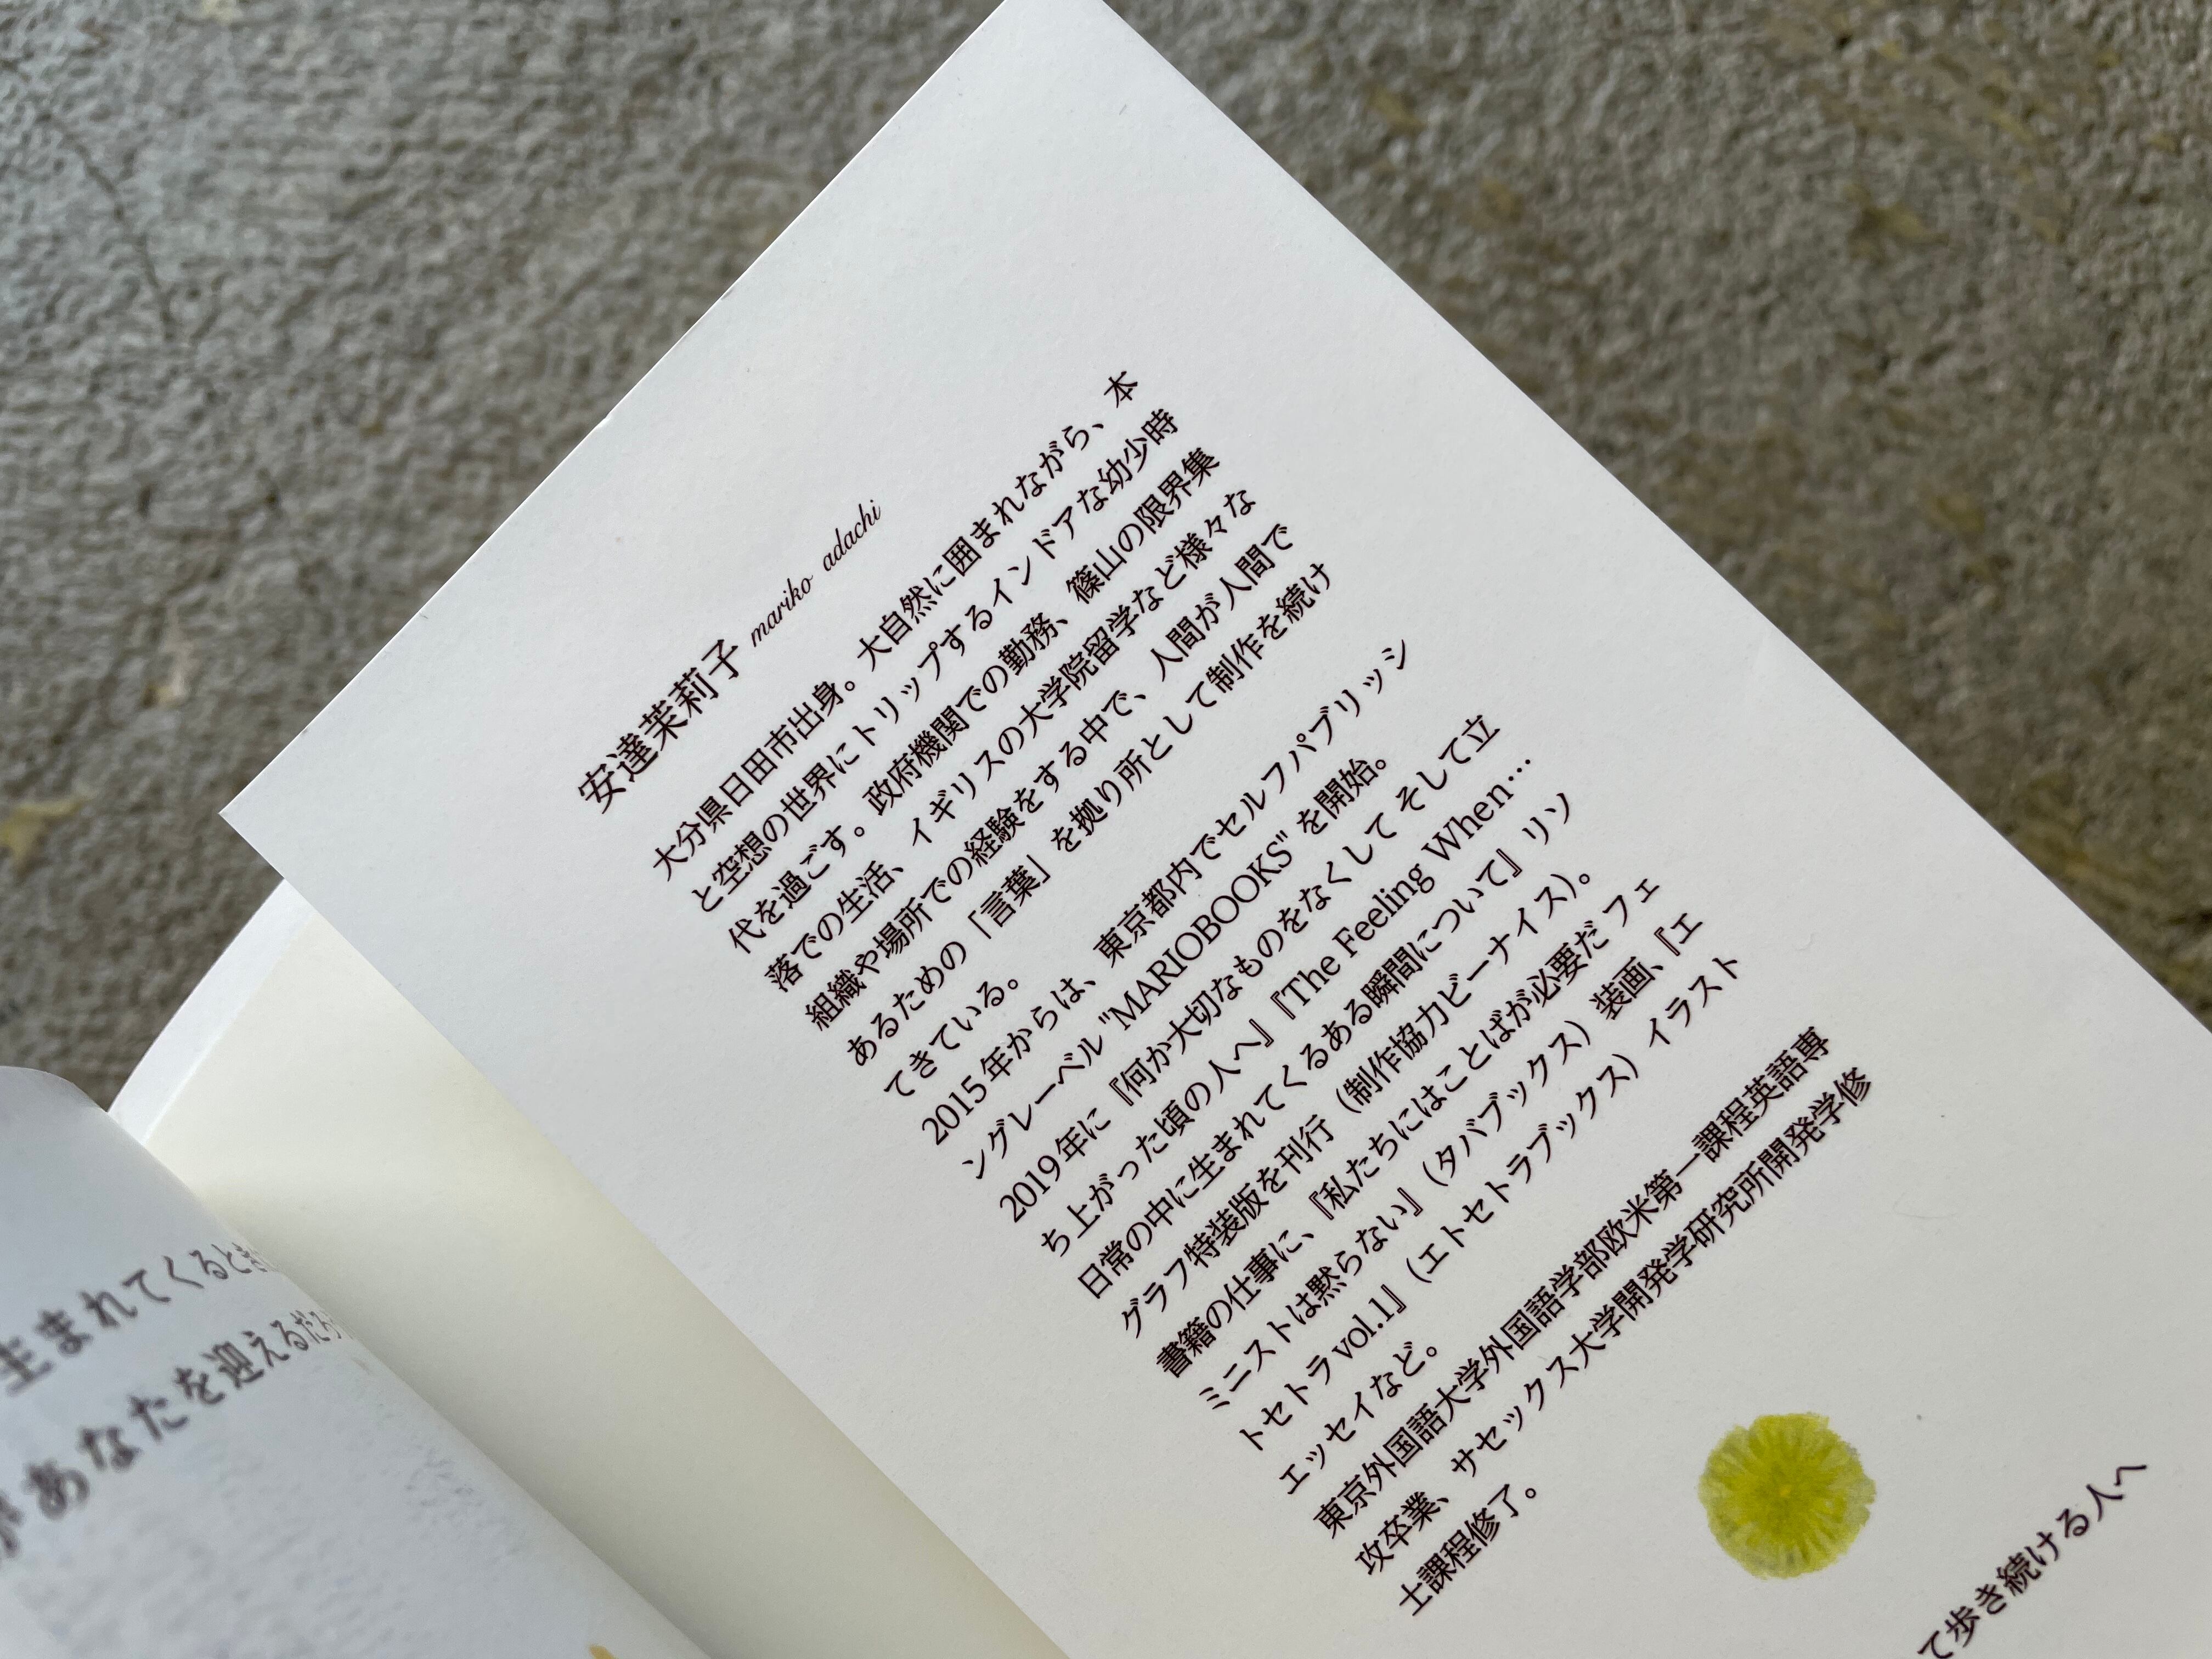 安達茉莉子 mariko adachi
大分県日田市出身。大自然に囲まれながら、本
と空想の世界にトリップするインドアな幼少時
代を過ごす。政府機関での勤務、篠山の限界集
落での生活、イギリスの大学院留学など様々な
組織や場所での経験をする中で、人間が人間で
あるための「言葉」を拠り所として制作を続け
てきている。
2015年からは、東京都内でセルフパブリッシ
ングレーベル "MARIOBOOKS" を開始。
2019年に『何か大切なものをなくして そして立
ち上がった頃の人へ』『The Feeling When…
日常の中に生まれてくるある瞬間について』リソ
グラフ特装版を刊行（制作協力ビーナイス）。
書籍の仕事に、『私たちにはことばが必要だ フェ
ミニストは黙らない』（タバブックス）装画、『エ
トセトラ vol.1』（エトセトラブックス）イラスト
エッセイなど。
東京外国語大学外国語学部欧米第一課程英語専
攻卒業、サセックス大学開発学研究所開発学修
士課程修了。
て歩き続ける人へ
生まれてくるとき
があなたを迎えるだろ